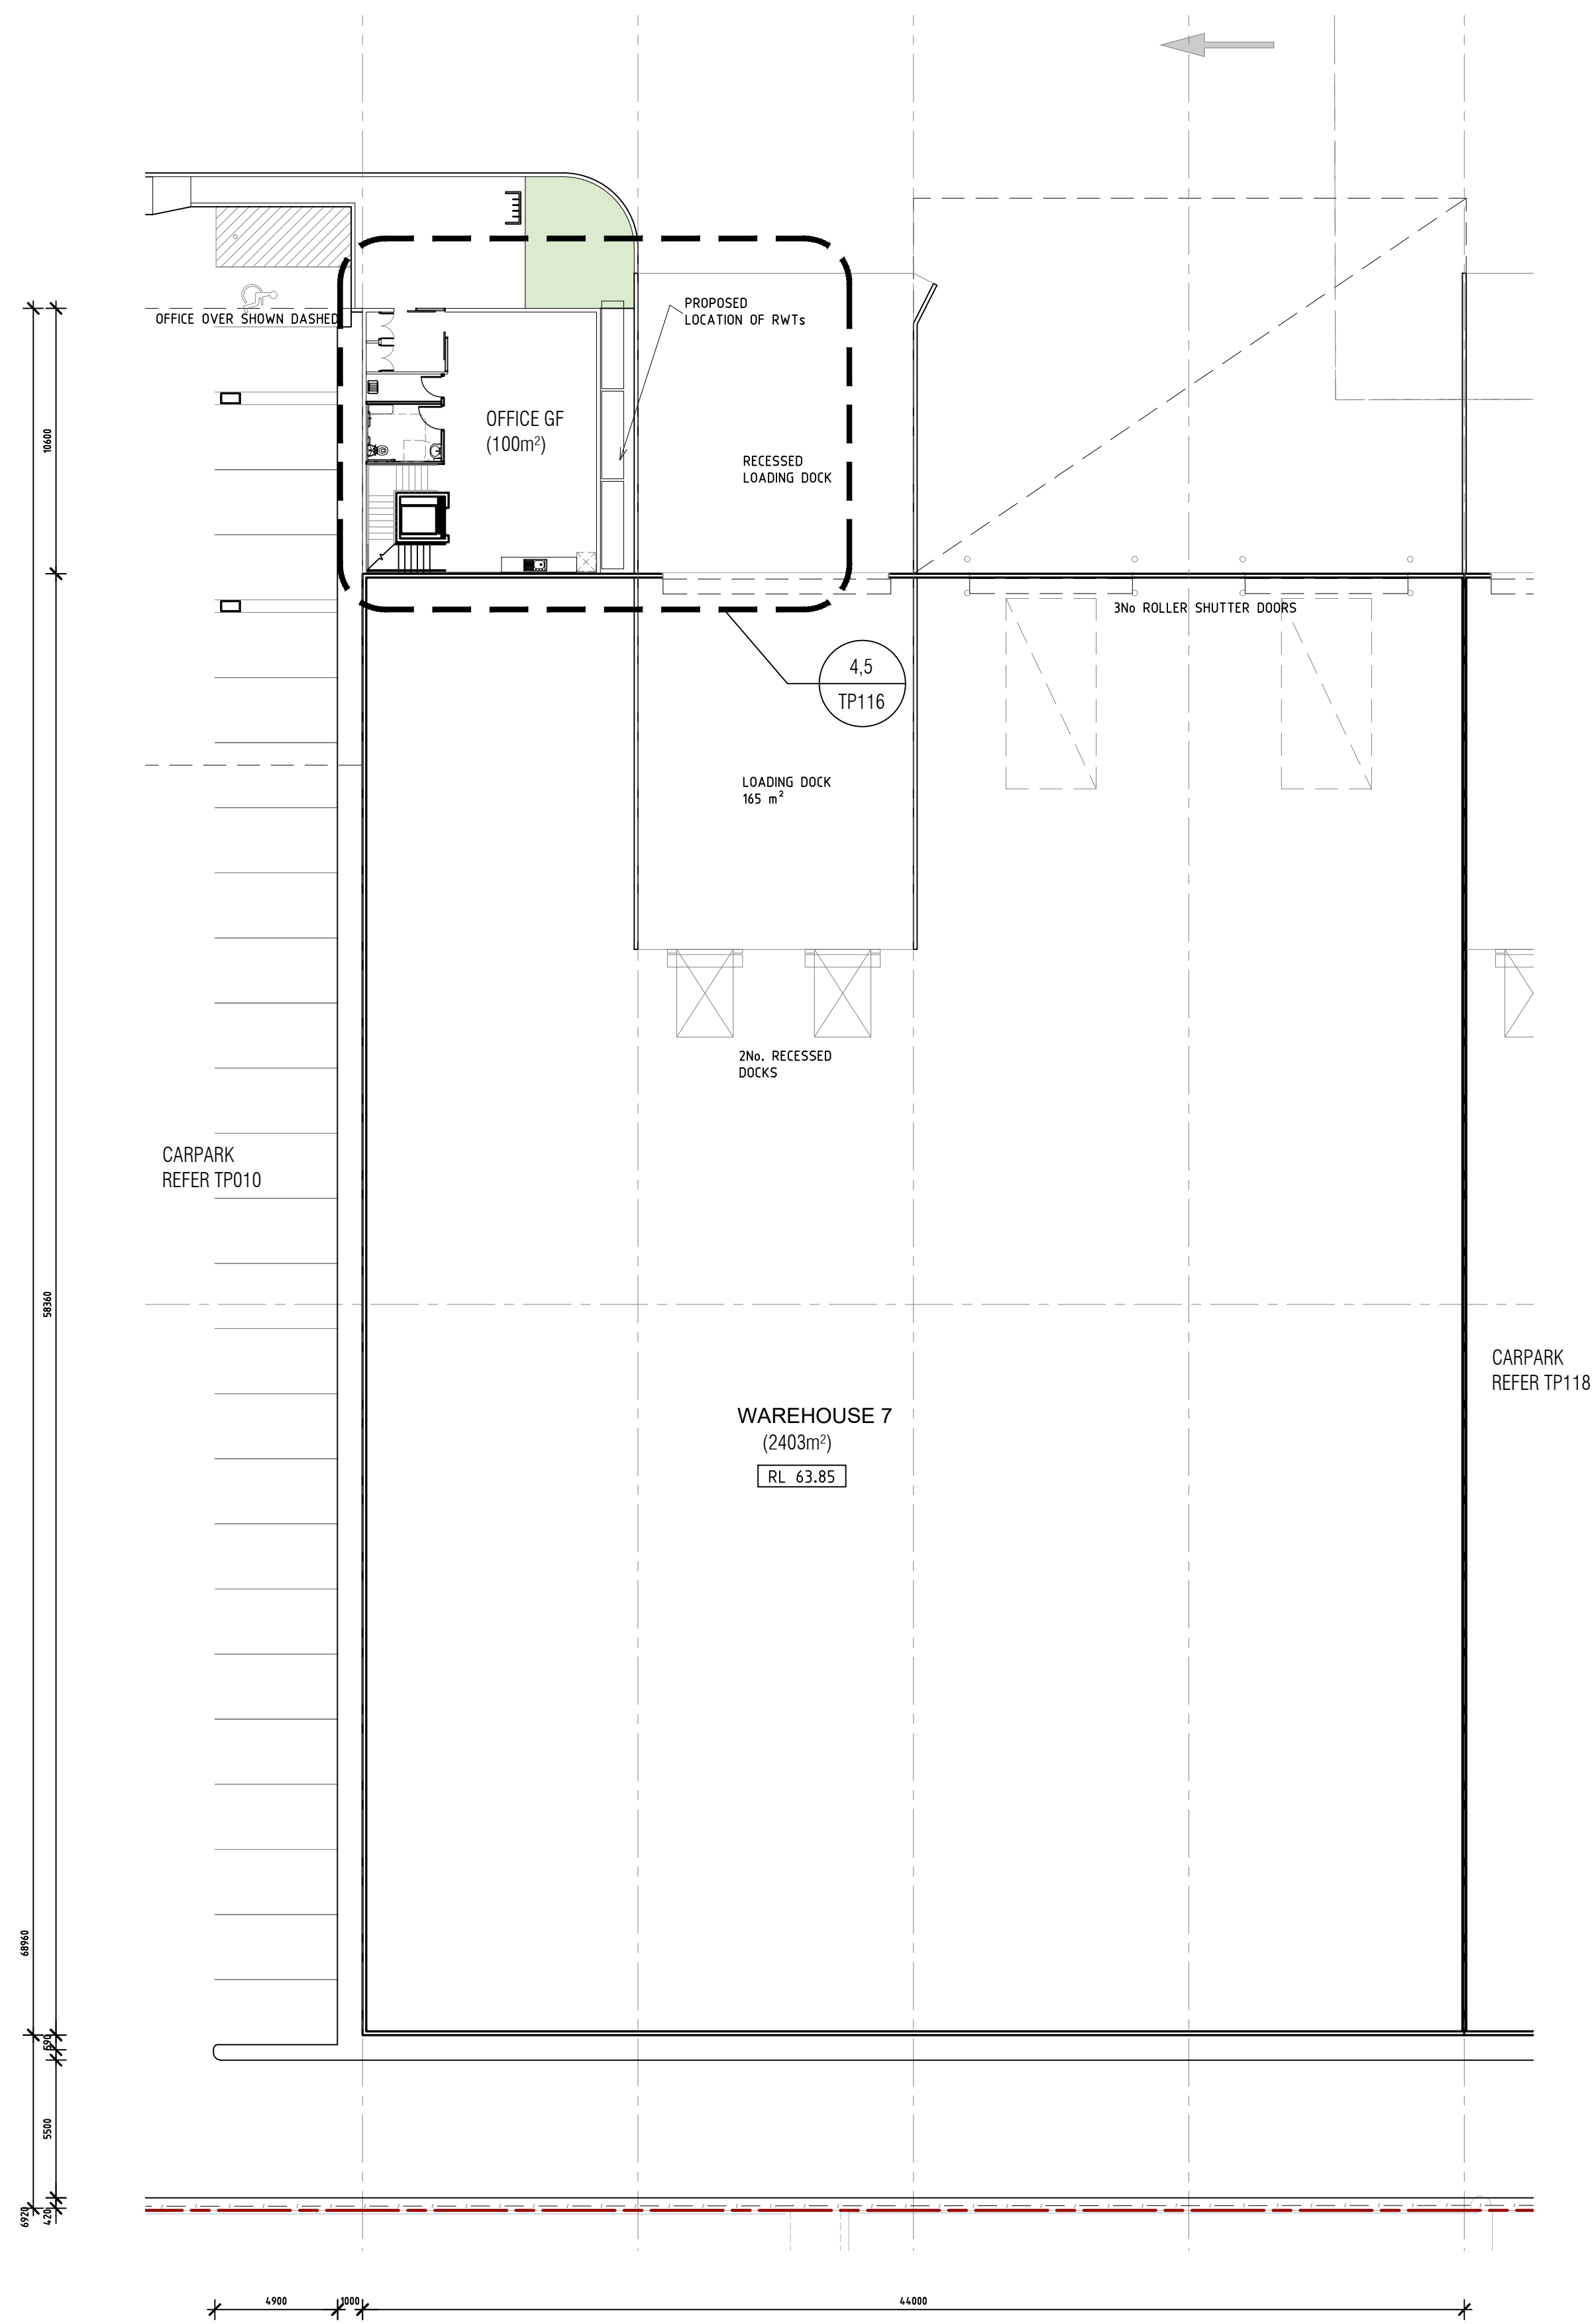 PROPOSED
LOCATION OF RWTs
OFFICE OVER SHOWN DASHED
OFFICE GF
(100m²)
10600
RECESSED
LOADING DOCK
3No ROLLER SHUTTER DOORS
4,5
TP116
LOADING DOCK
165 m²
2No. RECESSED
DOCKS
CARPARK
REFER TP010
58360
CARPARK
REFER TP118
WAREHOUSE 7
(2403m²)
RL 63.85
68960
5500
6920
420
4900
1000
44000